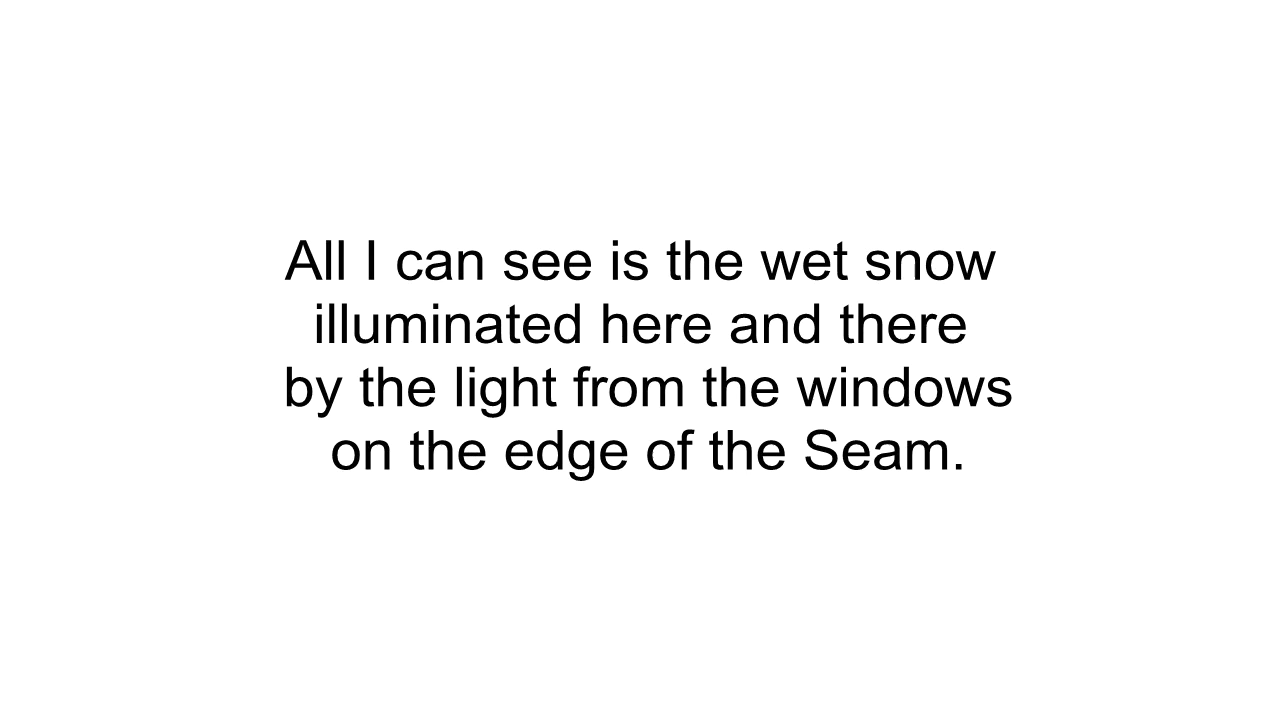 All I can see is the wet snow
illuminated here and there
by the light from the windows
on the edge of the Seam.